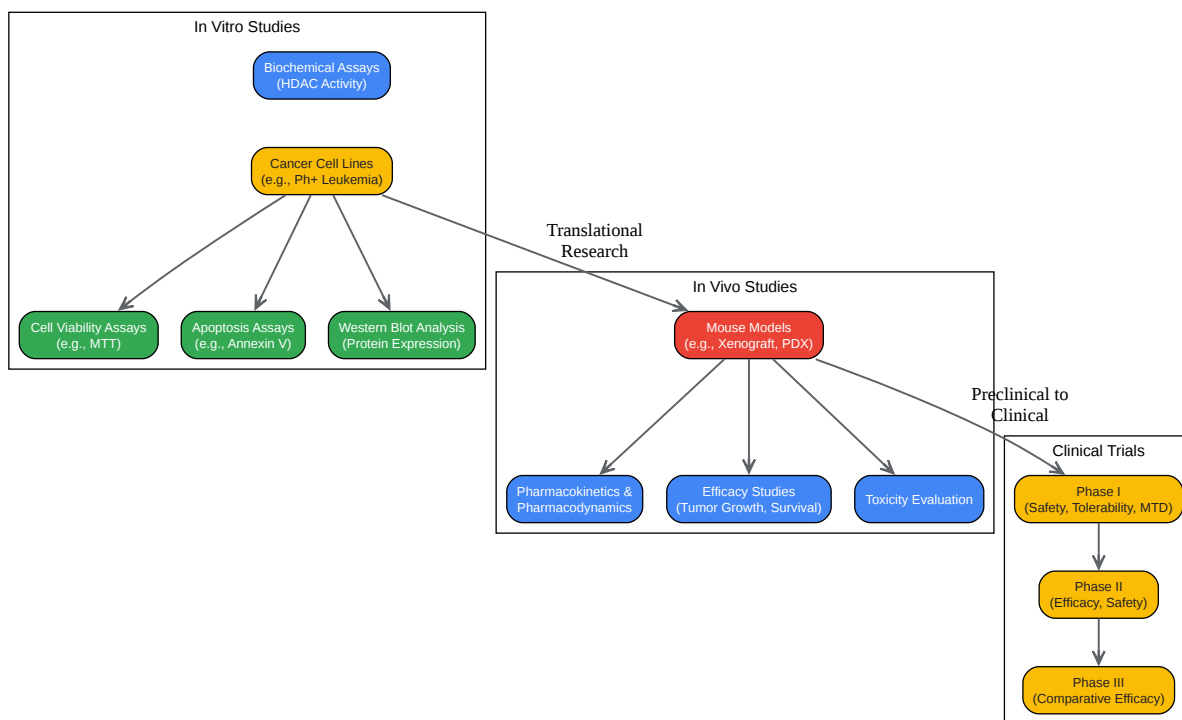 In Vitro Studies
Biochemical Assays
(HDAC Activity)
Cancer Cell Lines
(e.g., Ph+ Leukemia)
Cell Viability Assays
(e.g., MTT)
Apoptosis Assays
(e.g., Annexin V)
Western Blot Analysis
(Protein Expression)
Translational
Research
In Vivo Studies
Mouse Models
(e.g., Xenograft, PDX)
Pharmacokinetics &
Pharmacodynamics
Efficacy Studies
(Tumor Growth, Survival)
Toxicity Evaluation
Preclinical to
Clinical
Clinical Trials
Phase I
(Safety, Tolerability, MTD)
Phase II
(Efficacy, Safety)
Phase III
(Comparative Efficacy)